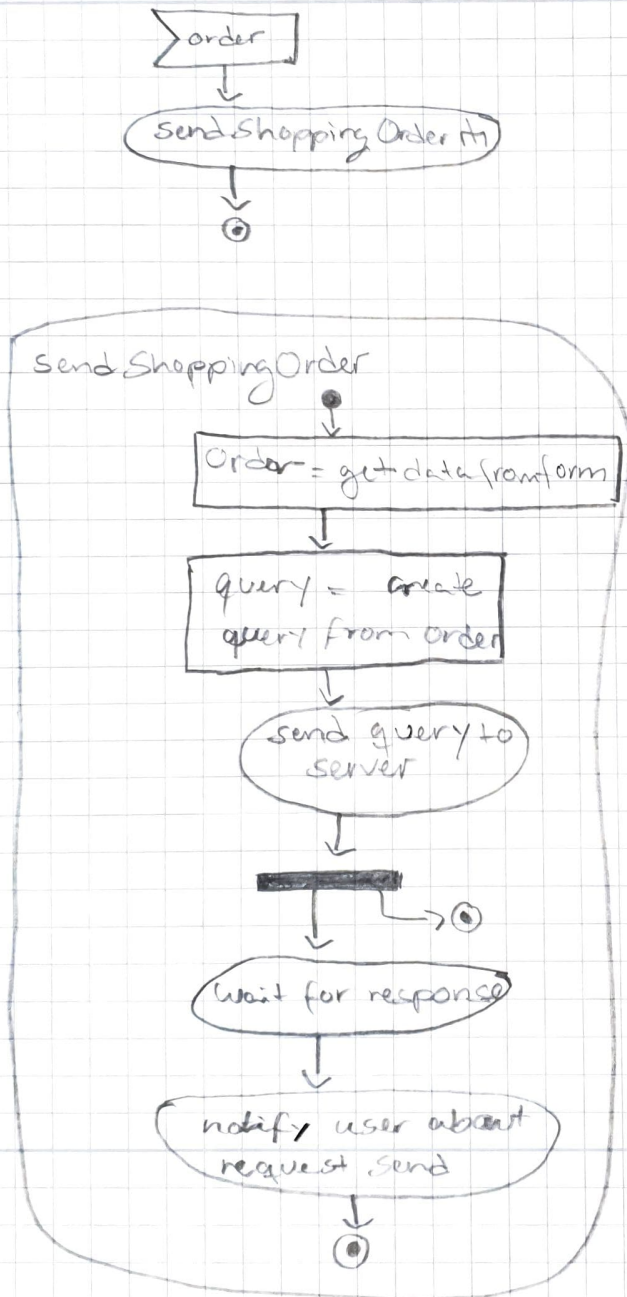 order
sendShoppingOrder
sendShoppingOrder
Order = get data from form
query = create
query from order
send query to
server
wait for response
notify user about
request send